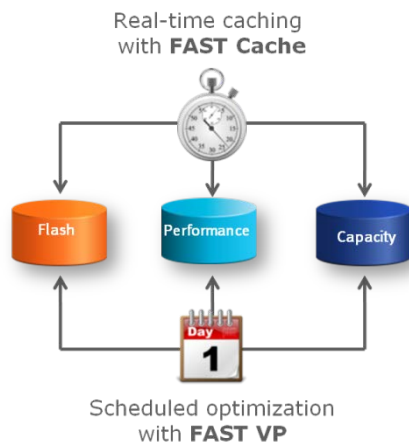 Real-time caching
with FAST Cache
Flash
Performance
Capacity
Day
1
Scheduled optimization
with FAST VP